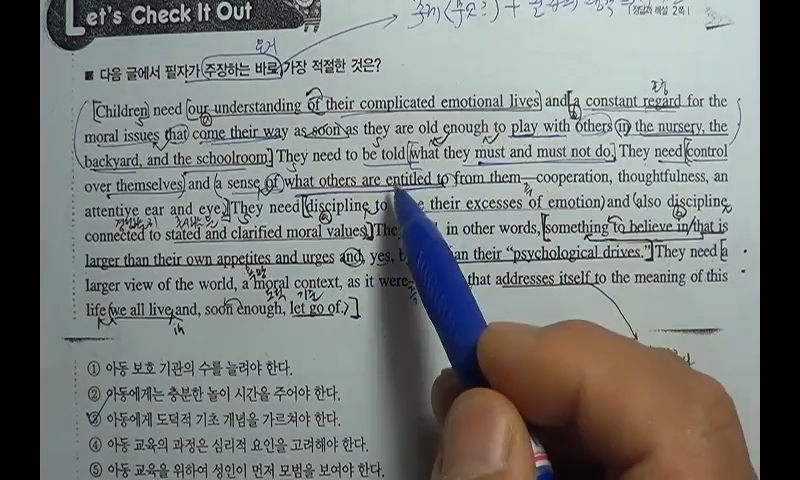 Let's Check It Out
정답과 해설 2쪽
■ 다음 글에서 필자가 주장하는 바로 가장 적절한 것은?
Children need our understanding of their complicated emotional lives and a constant regard for the
moral issues that come their way as soon as they are old enough to play with others in the nursery, the
backyard, and the schoolroom. They need to be told what they must and must not do. They need control
over themselves and a sense of what others are entitled to from them—cooperation, thoughtfulness, an
attentive ear and eye. They need discipline to their excesses of emotion and also discipline
connected to stated and clarified moral values. in other words, something to believe in that is
larger than their own appetites and urges and, yes, than their "psychological drives." They need a
larger view of the world, a moral context, as it were that addresses itself to the meaning of this
life we all live and, soon enough, let go of.
in
① 아동 보호 기관의 수를 늘려야 한다.
② 아동에게는 충분한 놀이 시간을 주어야 한다.
③ 아동에게 도덕적 기초 개념을 가르쳐야 한다.
④ 아동 교육의 과정은 심리적 요인을 고려해야 한다.
⑤ 아동 교육을 위하여 성인이 먼저 모범을 보여야 한다.